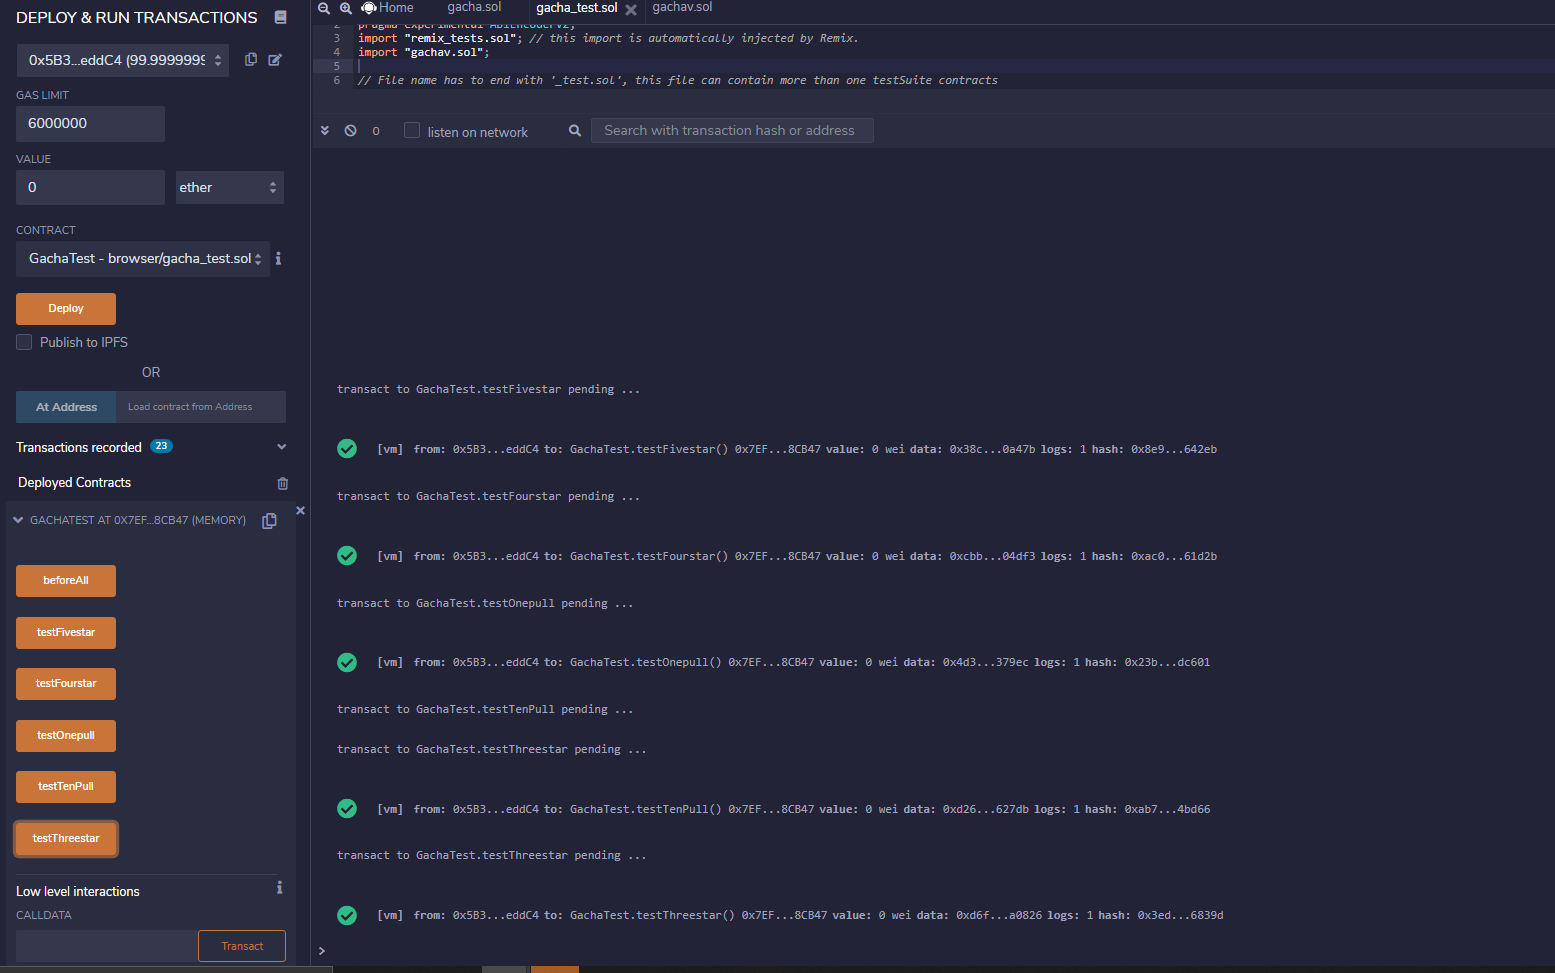 DEPLOY & RUN TRANSACTIONS
0x5B3...eddC4 (99.9999999
GAS LIMIT
6000000
VALUE
0
ether
CONTRACT
GachaTest - browser/gacha_test.sol
Deploy
Publish to IPFS
OR
At Address
Load contract from Address
Transactions recorded 23
Deployed Contracts
GACHATEST AT 0X7EF...8CB47 (MEMORY)
beforeAll
testFivestar
testFourstar
testOnepull
testTenPull
testThreestar
Low level interactions
CALLDATA
Transact
Home
gacha.sol
gacha_test.sol
gachav.sol
2 pragma experimental ABIEncoderV2;
3 import "remix_tests.sol"; // this import is automatically injected by Remix.
4 import "gachav.sol";
5
6 // File name has to end with '_test.sol', this file can contain more than one testSuite contracts
0
listen on network
Search with transaction hash or address
transact to GachaTest.testFivestar pending ...
[vm] from: 0x5B3...eddC4 to: GachaTest.testFivestar() 0x7EF...8CB47 value: 0 wei data: 0x38c...0a47b logs: 1 hash: 0x8e9...642eb
transact to GachaTest.testFourstar pending ...
[vm] from: 0x5B3...eddC4 to: GachaTest.testFourstar() 0x7EF...8CB47 value: 0 wei data: 0xcbb...04df3 logs: 1 hash: 0xac0...61d2b
transact to GachaTest.testOnepull pending ...
[vm] from: 0x5B3...eddC4 to: GachaTest.testOnepull() 0x7EF...8CB47 value: 0 wei data: 0x4d3...379ec logs: 1 hash: 0x23b...dc601
transact to GachaTest.testTenPull pending ...
transact to GachaTest.testThreestar pending ...
[vm] from: 0x5B3...eddC4 to: GachaTest.testTenPull() 0x7EF...8CB47 value: 0 wei data: 0xd26...627db logs: 1 hash: 0xab7...4bd66
transact to GachaTest.testThreestar pending ...
[vm] from: 0x5B3...eddC4 to: GachaTest.testThreestar() 0x7EF...8CB47 value: 0 wei data: 0xd6f...a0826 logs: 1 hash: 0x3ed...6839d
>